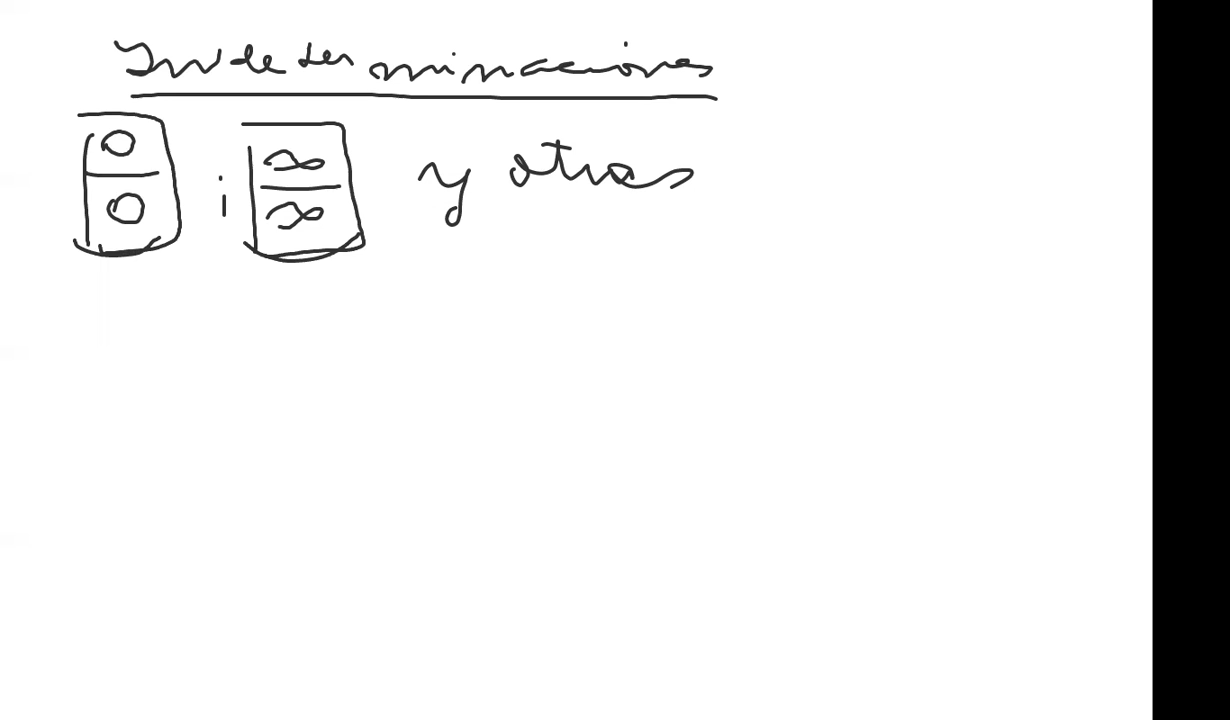 Indeterminaciones
0/0 ; ∞/∞ y otras